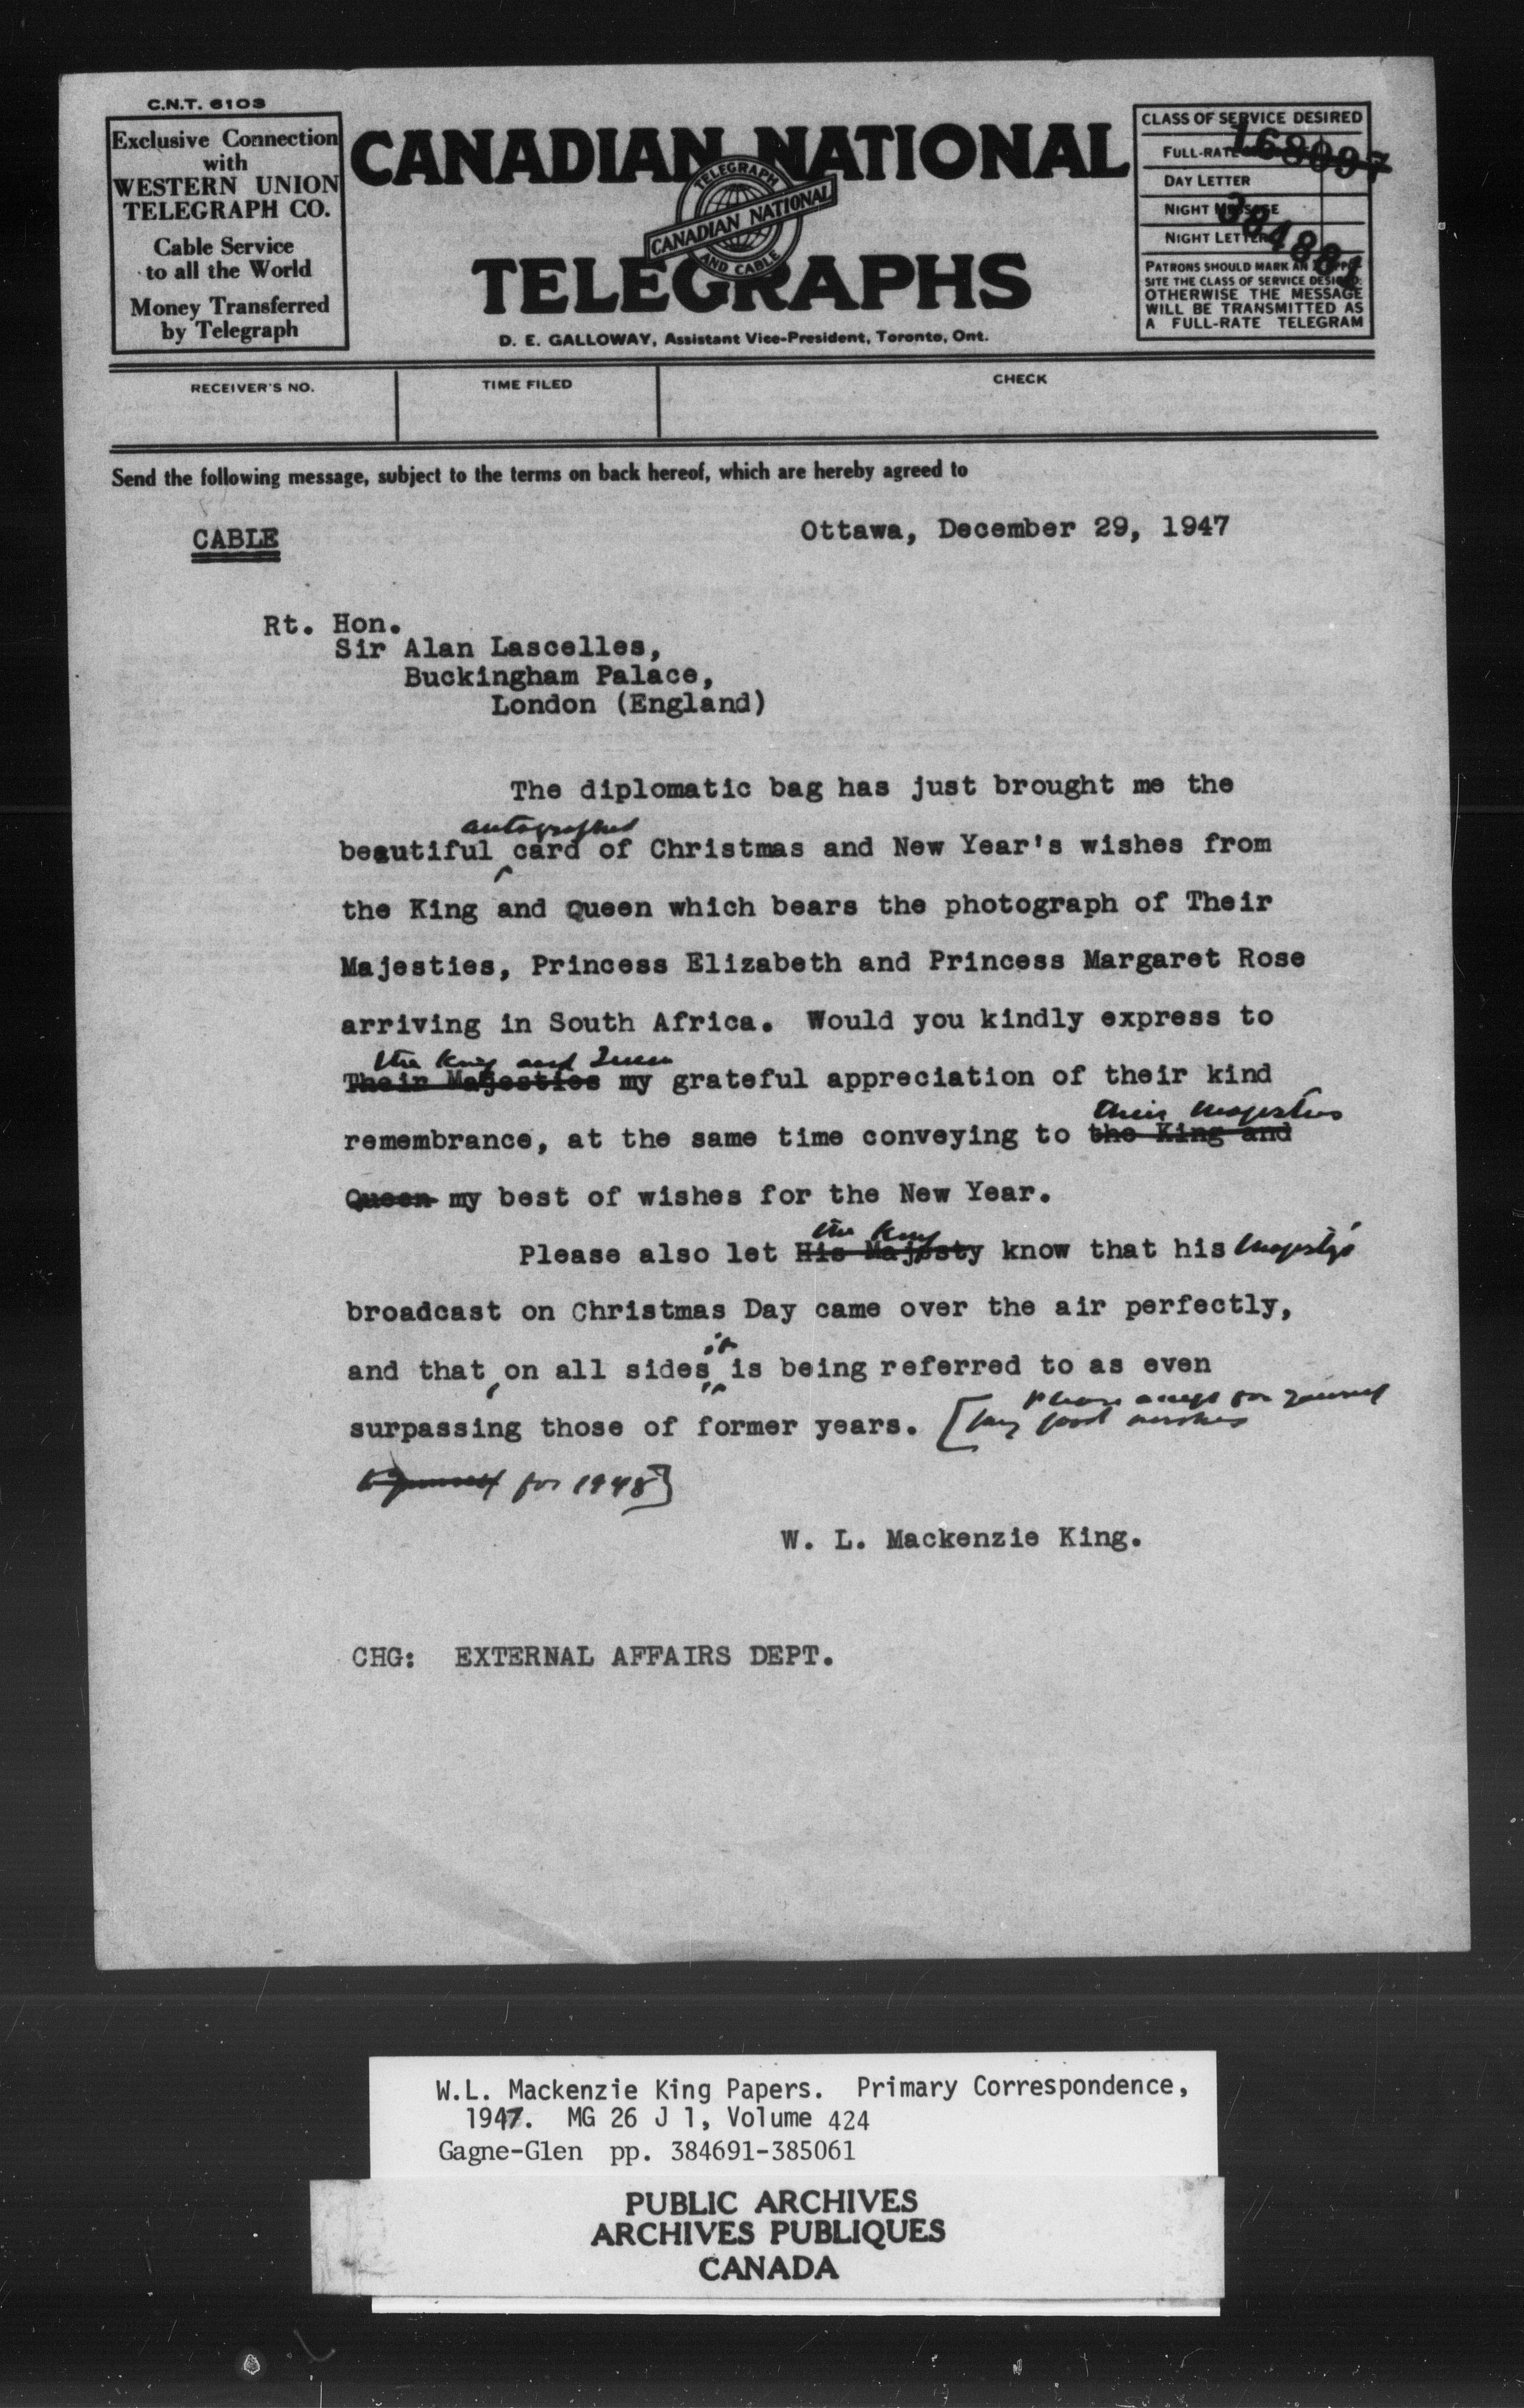 C.N.T. 6103
Exclusive Connection
with
WESTERN UNION
TELEGRAPH CO.
Cable Service
to all the World
Money Transferred
by Telegraph
CANADIAN NATIONAL
TELEGRAPH
CANADIAN NATIONAL
AND CABLE
TELEGRAPHS
D. E. GALLOWAY, Assistant Vice-President, Toronto, Ont.
CLASS OF SERVICE DESIRED
FULL-RATE
168097
DAY LETTER
NIGHT MESSAGE
NIGHT LETTER
384881
PATRONS SHOULD MARK AN X OPPO-
SITE THE CLASS OF SERVICE DESIRED:
OTHERWISE THE MESSAGE
WILL BE TRANSMITTED AS
A FULL-RATE TELEGRAM
RECEIVER'S NO.
TIME FILED
CHECK
Send the following message, subject to the terms on back hereof, which are hereby agreed to
CABLE
Ottawa, December 29, 1947
Rt. Hon.
Sir Alan Lascelles,
Buckingham Palace,
London (England)
The diplomatic bag has just brought me the
autographed
beautiful card of Christmas and New Year's wishes from
the King and Queen which bears the photograph of Their
Majesties, Princess Elizabeth and Princess Margaret Rose
arriving in South Africa. Would you kindly express to
the King and Queen
Their Majesties my grateful appreciation of their kind
their Majesties
remembrance, at the same time conveying to the King and
Queen my best of wishes for the New Year.
the King
Please also let His Majesty know that his Majesty's
broadcast on Christmas Day came over the air perfectly,
it
and that, on all sides, is being referred to as even
please accept for yourself
surpassing those of former years. [my good wishes
to yourself for 1948]
W. L. Mackenzie King.
CHG: EXTERNAL AFFAIRS DEPT.
W.L. Mackenzie King Papers. Primary Correspondence,
1947. MG 26 J 1, Volume 424
Gagne-Glen pp. 384691-385061
PUBLIC ARCHIVES
ARCHIVES PUBLIQUES
CANADA